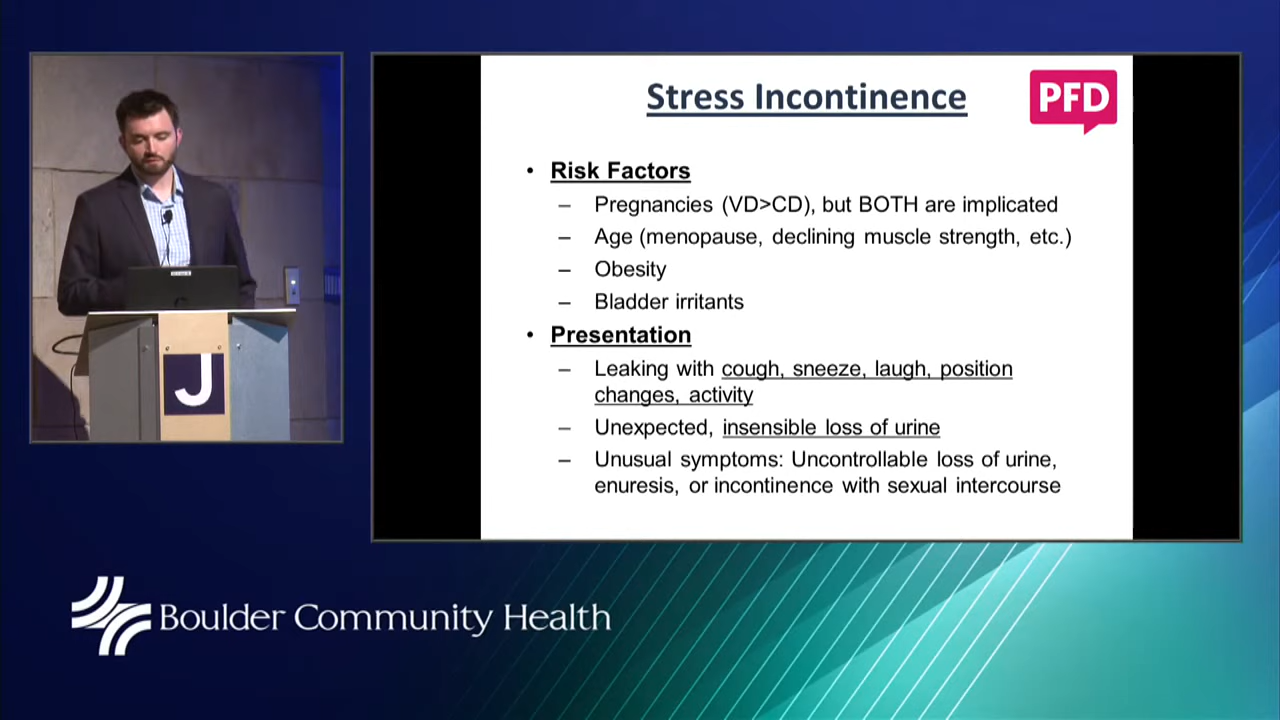 Stress Incontinence
PFD
• Risk Factors
– Pregnancies (VD>CD), but BOTH are implicated
– Age (menopause, declining muscle strength, etc.)
– Obesity
– Bladder irritants
• Presentation
– Leaking with cough, sneeze, laugh, position
changes, activity
– Unexpected, insensible loss of urine
– Unusual symptoms: Uncontrollable loss of urine,
enuresis, or incontinence with sexual intercourse
J
Boulder Community Health